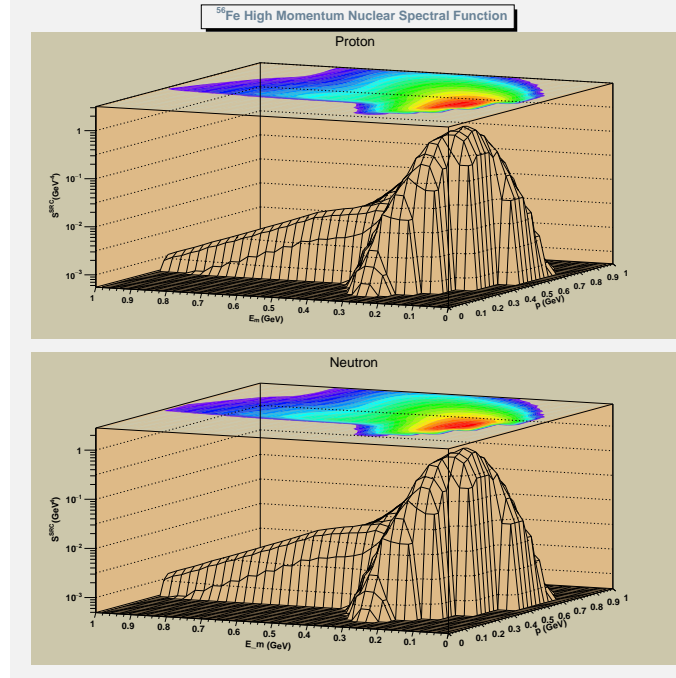 ⁵⁶Fe High Momentum Nuclear Spectral Function
Proton
1
10⁻¹
10⁻²
10⁻³
S^SRC (GeV⁻⁴)
1 0.9 0.8 0.7 0.6 0.5 0.4 0.3 0.2 0.1 0
E_m (GeV)
0 0.1 0.2 0.3 0.4 0.5 0.6 0.7 0.8 0.9 1
p (GeV)
Neutron
1
10⁻¹
10⁻²
10⁻³
1 0.9 0.8 0.7 0.6 0.5 0.4 0.3 0.2 0.1 0
E_m (GeV)
0 0.1 0.2 0.3 0.4 0.5 0.6 0.7 0.8 0.9 1
p (GeV)